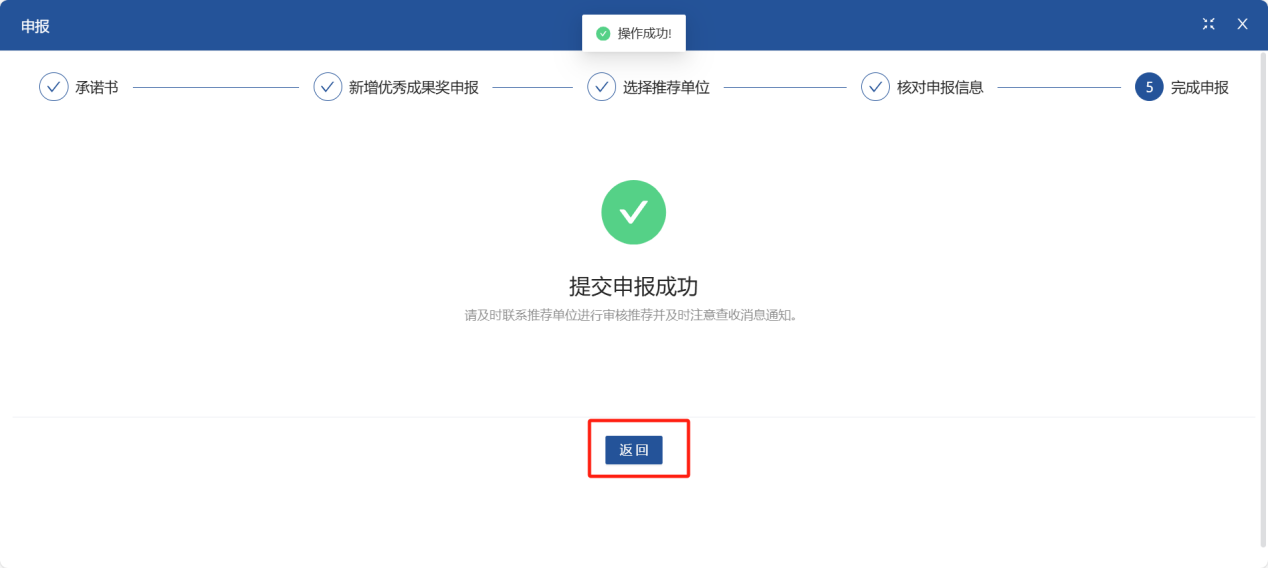 申报
操作成功!
承诺书
新增优秀成果奖申报
选择推荐单位
核对申报信息
5 完成申报
提交申报成功
请及时联系推荐单位进行审核推荐并及时注意查收消息通知。
返 回